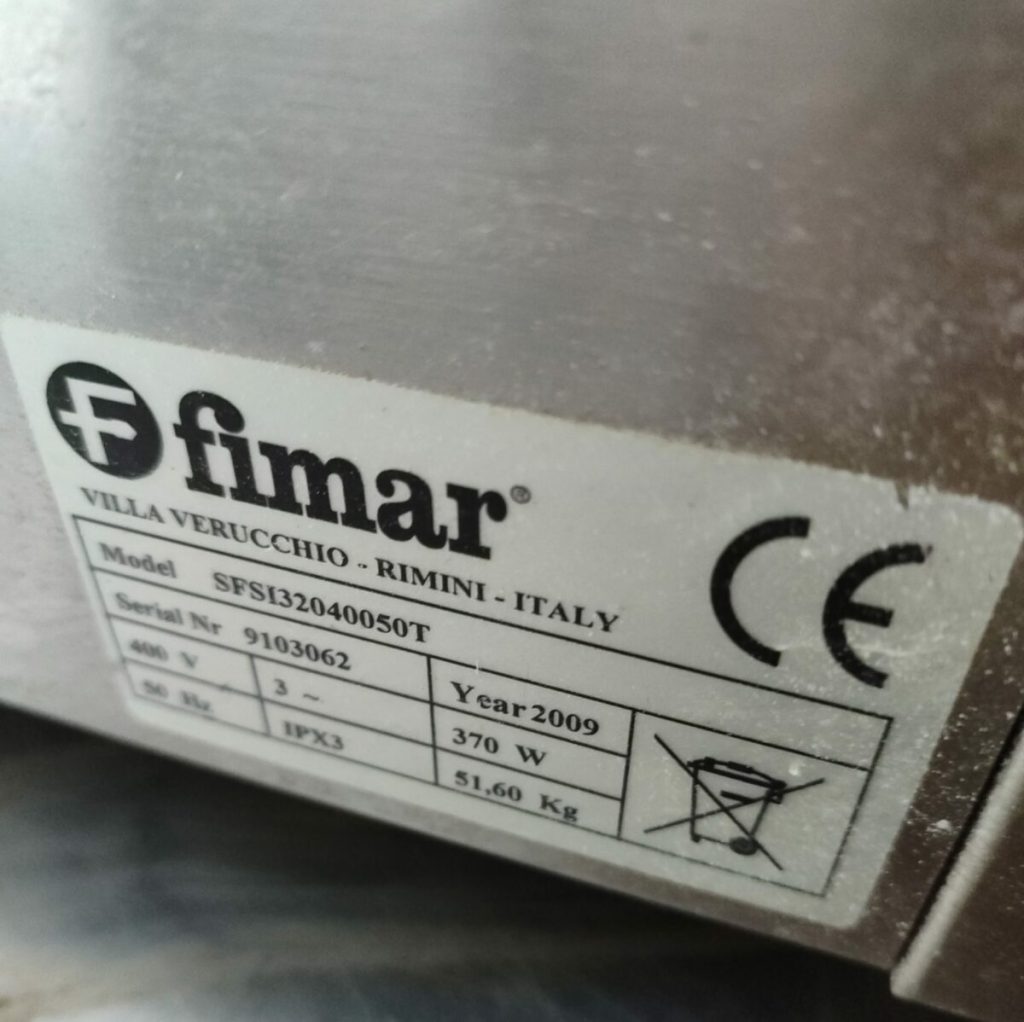 F fimar®
VILLA VERUCCHIO - RIMINI - ITALY
CE
Model SFSI32040050T
Serial Nr 9103062 Year 2009
400 V 3 ~ 370 W
50 Hz IPX3 51,60 Kg